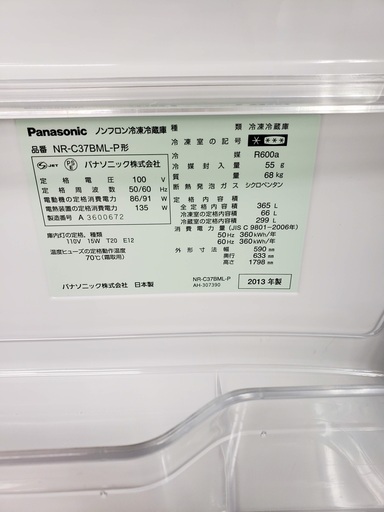 Panasonic ノンフロン冷凍冷蔵庫
品番 NR-C37BML-P形
JET PS E パナソニック株式会社
定格電圧 100 V
定格周波数 50/60 Hz
電動機の定格消費電力 86/91 W
電熱装置の定格消費電力 135 W
製造番号 A 3600672
庫内灯の定格、種類
110V 15W T20 E12
温度ヒューズの定格動作温度
70℃(霜取用)
パナソニック株式会社 日本製
種類 冷凍冷蔵庫
冷凍室の記号
冷媒 R600a
冷媒封入量 55 g
質量 68 kg
断熱発泡ガス シクロペンタン
定格内容積
全定格内容積 365 L
冷凍室の定格内容積 66 L
冷蔵室の定格内容積 299 L
消費電力量 (JIS C 9801-2006年)
50Hz 360 kWh/年
60Hz 360 kWh/年
外形寸法 幅 590 mm
奥行 633 mm
高さ 1798 mm
NR-C37BML-P
AH-307390
2013 年製